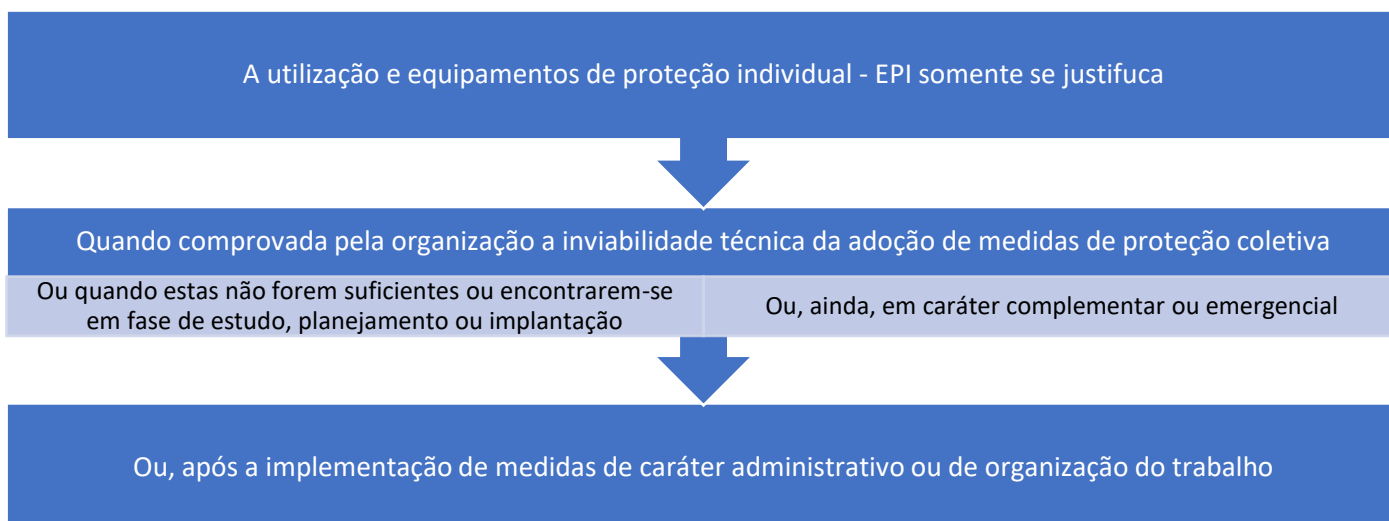 A utilização e equipamentos de proteção individual - EPI somente se justifuca
Quando comprovada pela organização a inviabilidade técnica da adoção de medidas de proteção coletiva
Ou quando estas não forem suficientes ou encontrarem-se
em fase de estudo, planejamento ou implantação
Ou, ainda, em caráter complementar ou emergencial
Ou, após a implementação de medidas de caráter administrativo ou de organização do trabalho